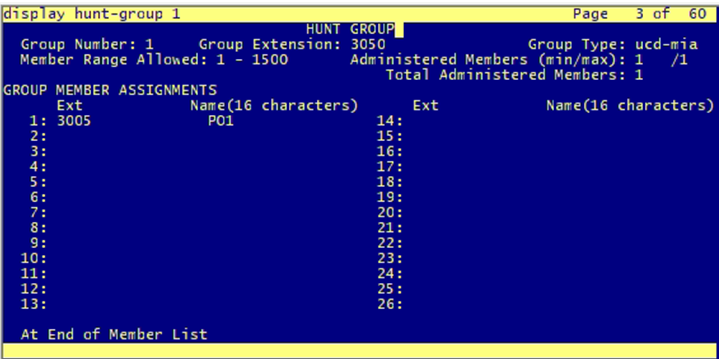 display hunt-group 1 Page 3 of 60
HUNT GROUP
Group Number: 1 Group Extension: 3050 Group Type: ucd-mia
Member Range Allowed: 1 - 1500 Administered Members (min/max): 1 /1
Total Administered Members: 1
GROUP MEMBER ASSIGNMENTS
Ext Name(16 characters) Ext Name(16 characters)
1: 3005 PO1 14:
2: 15:
3: 16:
4: 17:
5: 18:
6: 19:
7: 20:
8: 21:
9: 22:
10: 23:
11: 24:
12: 25:
13: 26:
At End of Member List